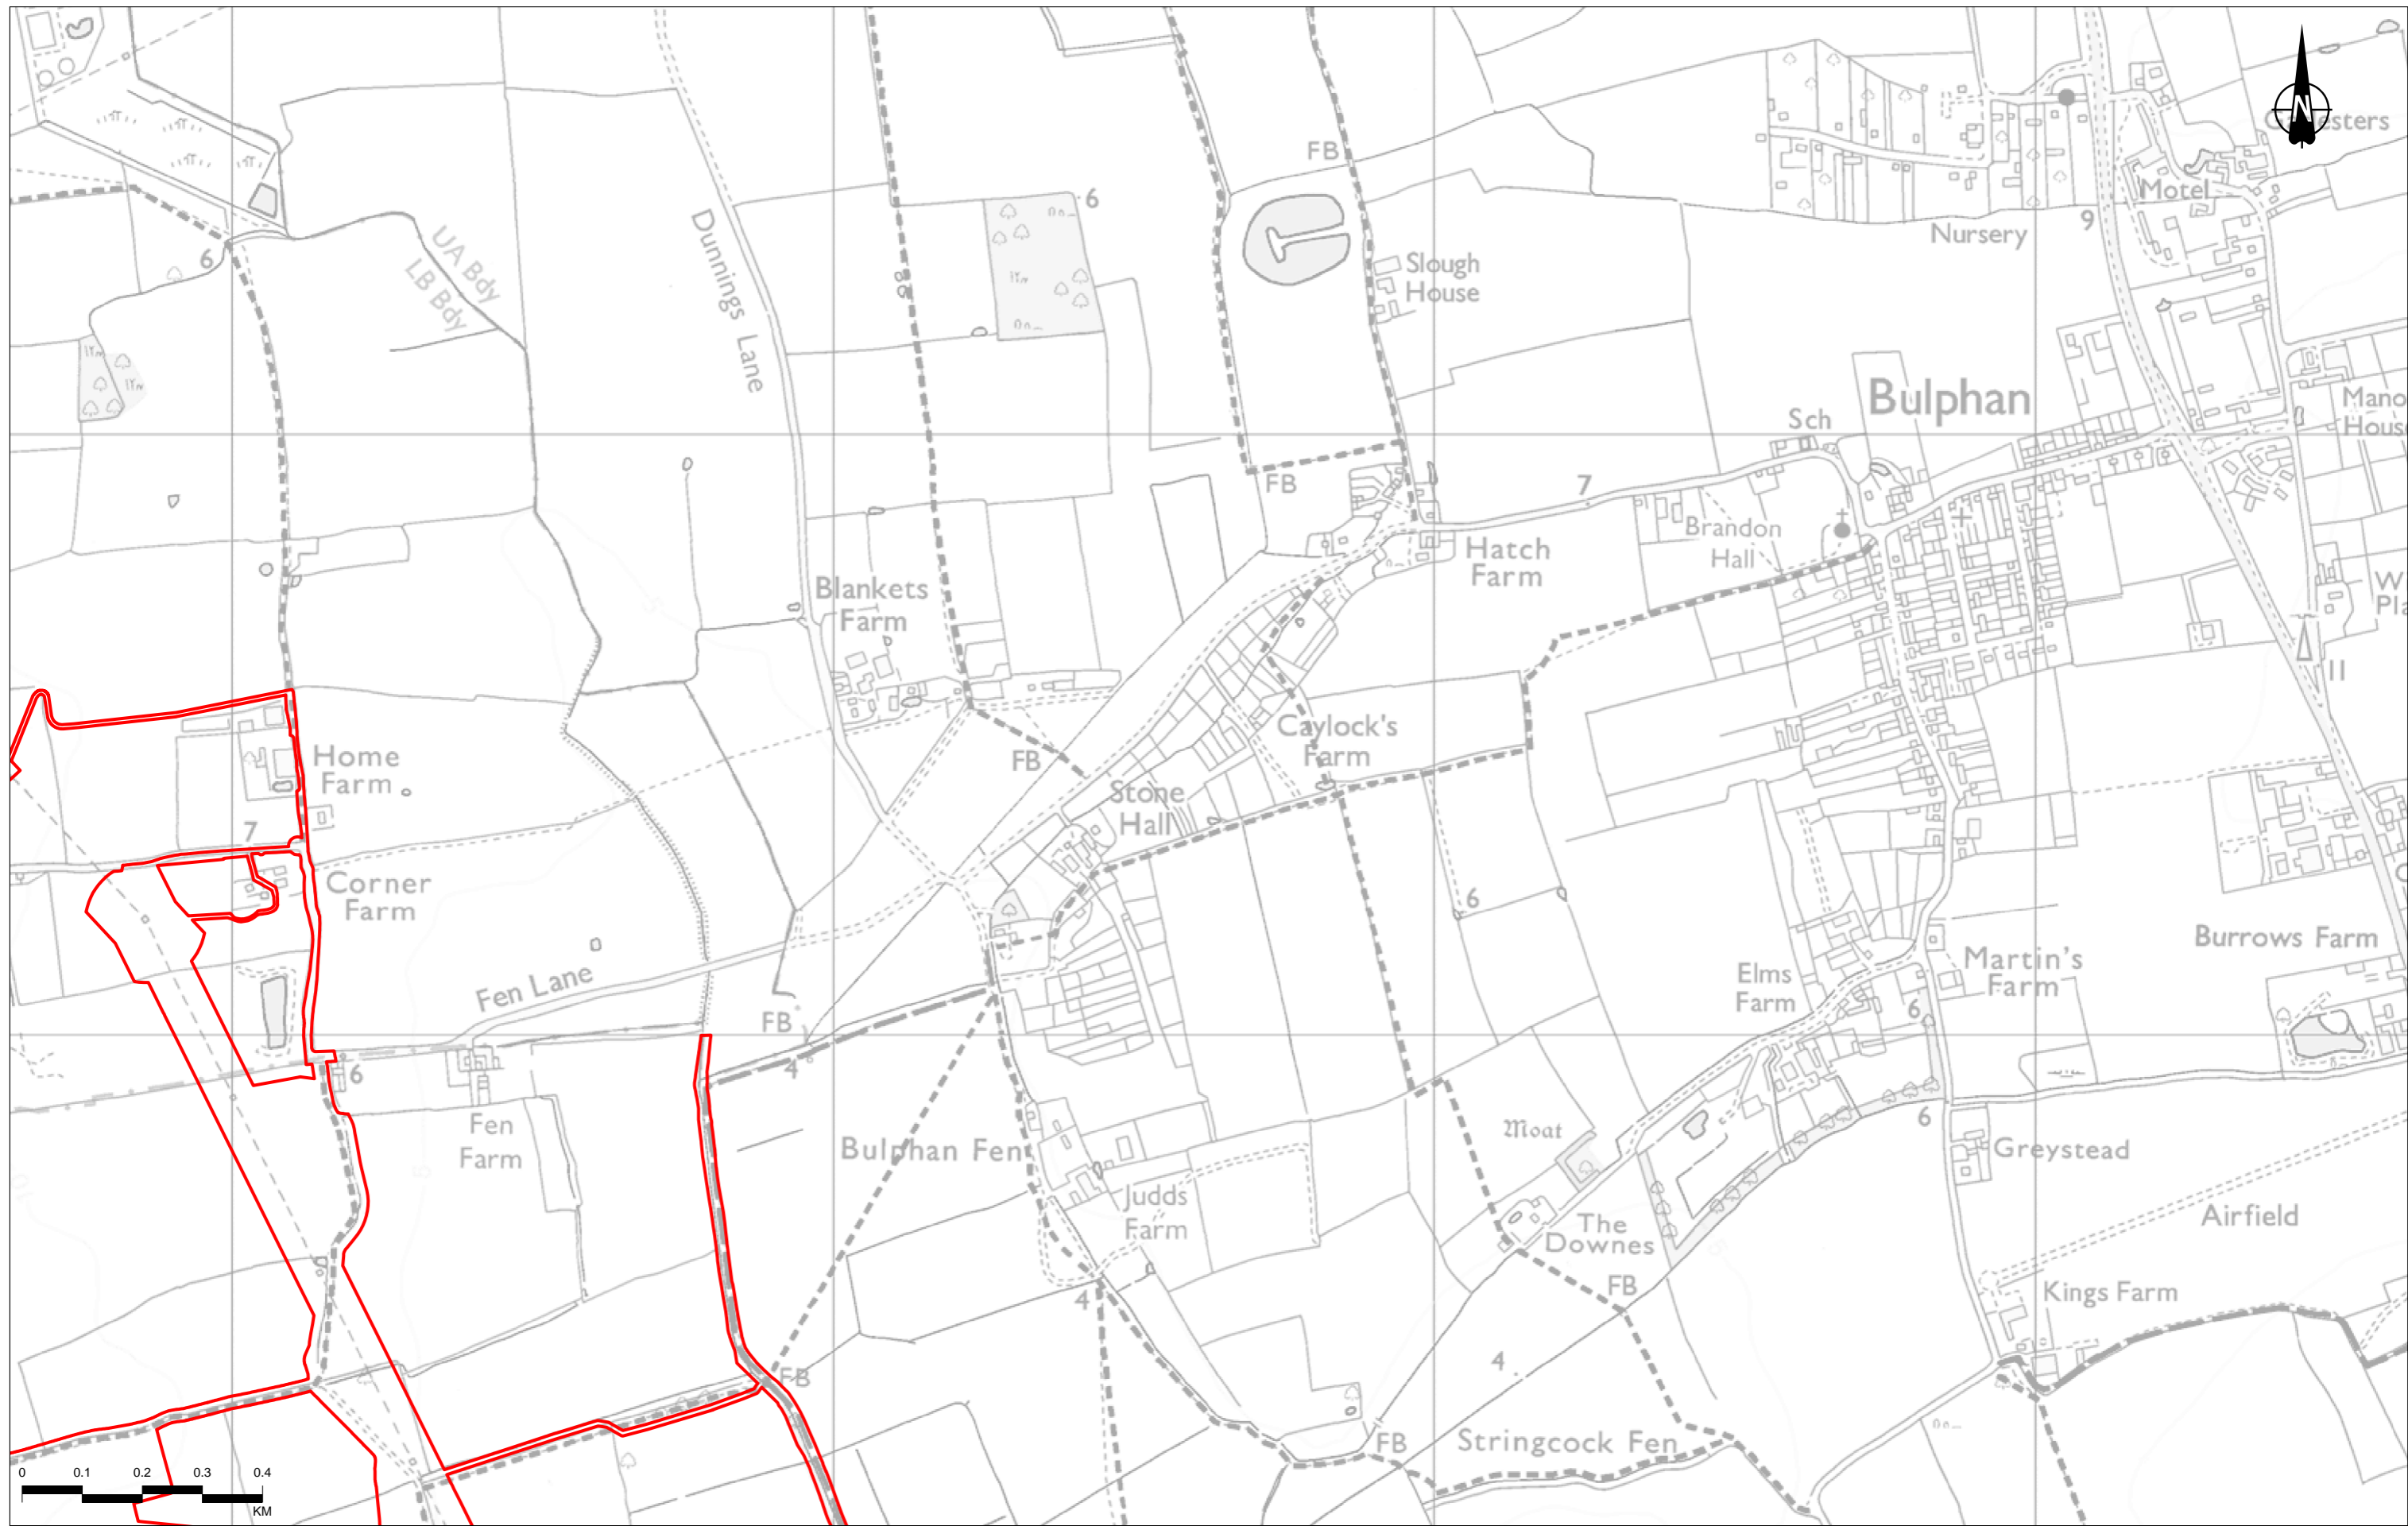 N
Motel
FB
6
Nursery
9
6
UA Bdy
LB Bdy
Dunnings Lane
Slough
House
Bulphan
Sch
7
FB
Brandon
Hall
Hatch
Farm
Blankets
Farm
11
Caylock's
Farm
FB
Home
Farm
Stone
Hall
7
Corner
Farm
6
Burrows Farm
Martin's
Farm
Elms
Farm
Fen Lane
6
FB
4
6
Fen
Farm
Bulphan Fen
Moat
6
Greystead
Judds
Farm
The
Downes
Airfield
FB
Kings Farm
4
4
FB
FB
Stringcock Fen
0 0.1 0.2 0.3 0.4
KM